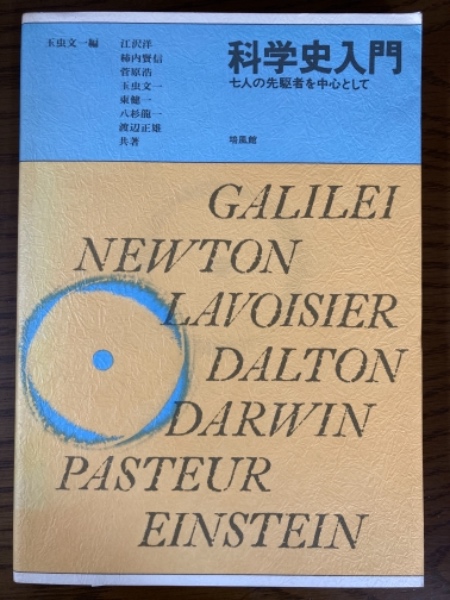 科学史入門
七人の先駆者を中心として
玉虫文一編
江沢洋
柿内賢信
菅原浩
玉虫文一
東健一
八杉龍一
渡辺正雄
共著
培風館
GALILEI
NEWTON
LAVOISIER
DALTON
DARWIN
PASTEUR
EINSTEIN